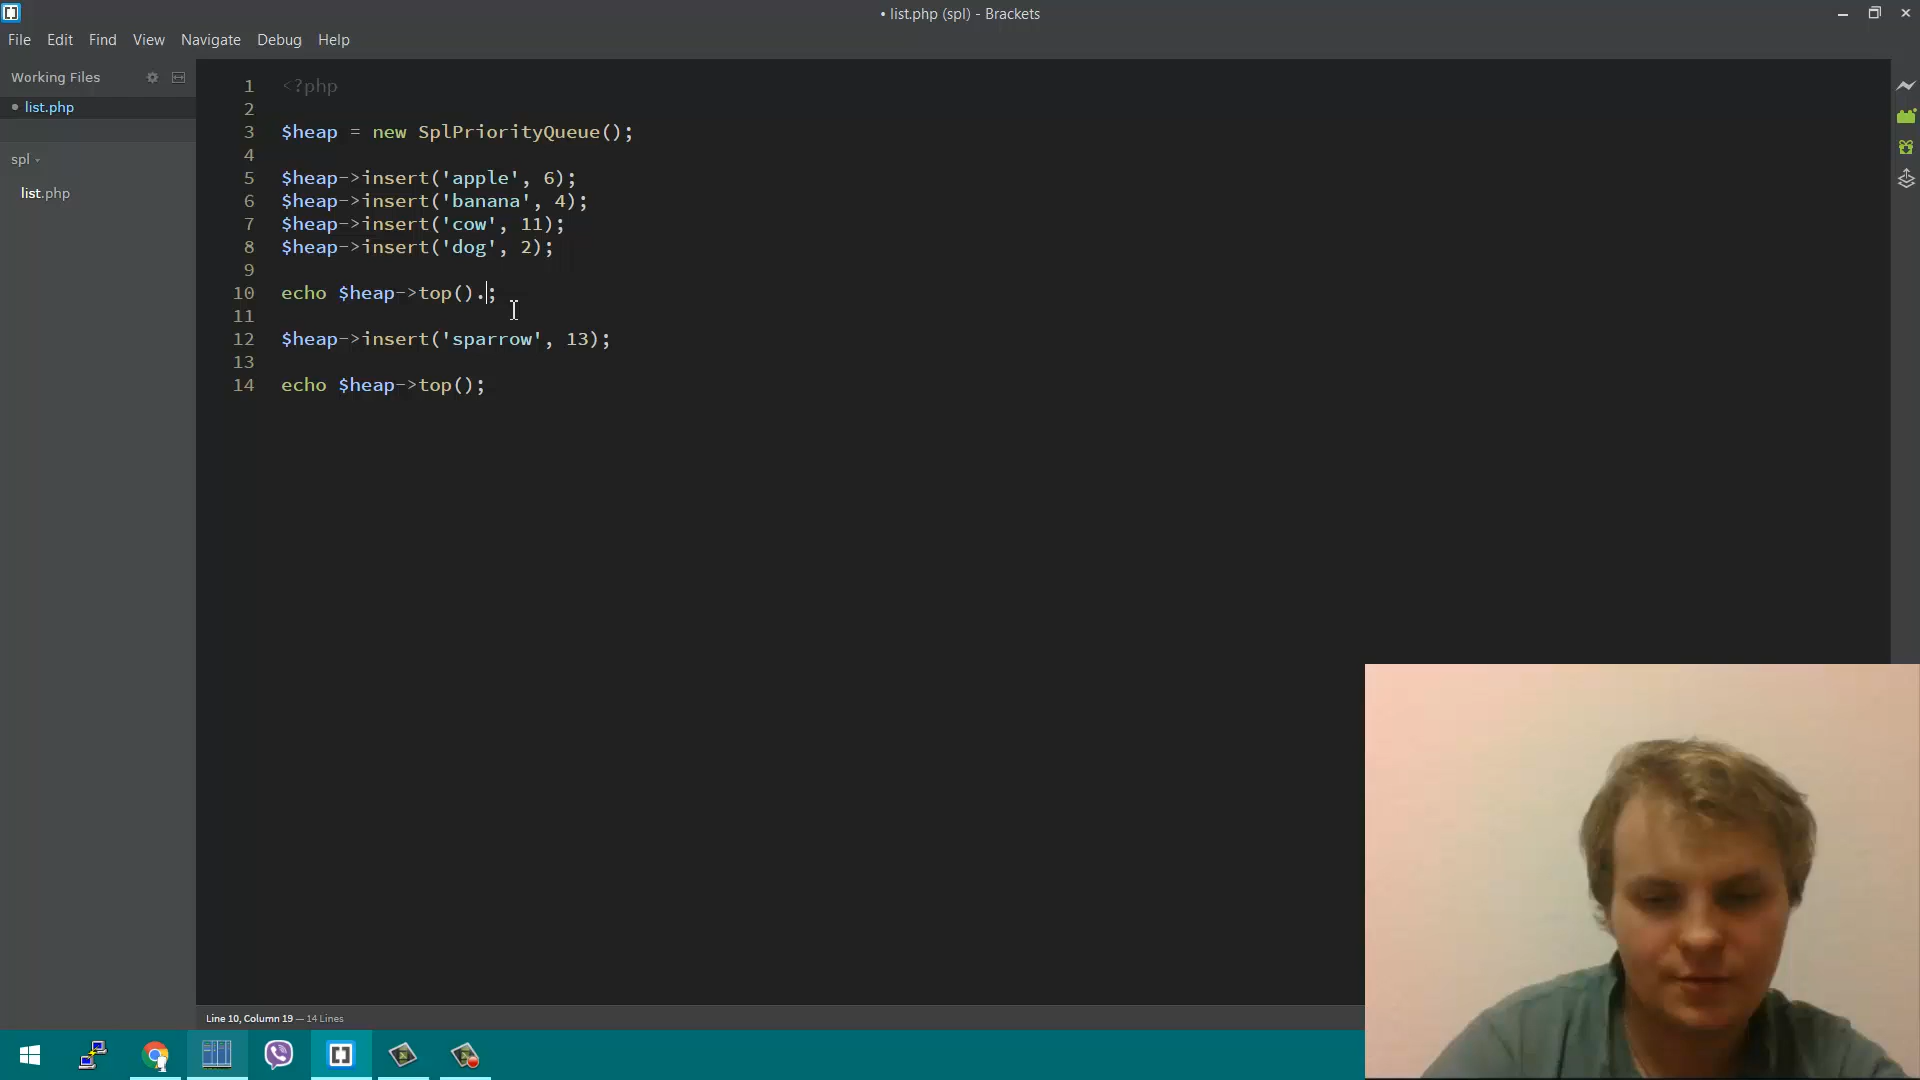 • list.php (spl) - Brackets
File Edit Find View Navigate Debug Help
Working Files
list.php
spl
list.php
1 <?php
2
3 $heap = new SplPriorityQueue();
4
5 $heap->insert('apple', 6);
6 $heap->insert('banana', 4);
7 $heap->insert('cow', 11);
8 $heap->insert('dog', 2);
9
10 echo $heap->top().;
11
12 $heap->insert('sparrow', 13);
13
14 echo $heap->top();
Line 10, Column 19 — 14 Lines